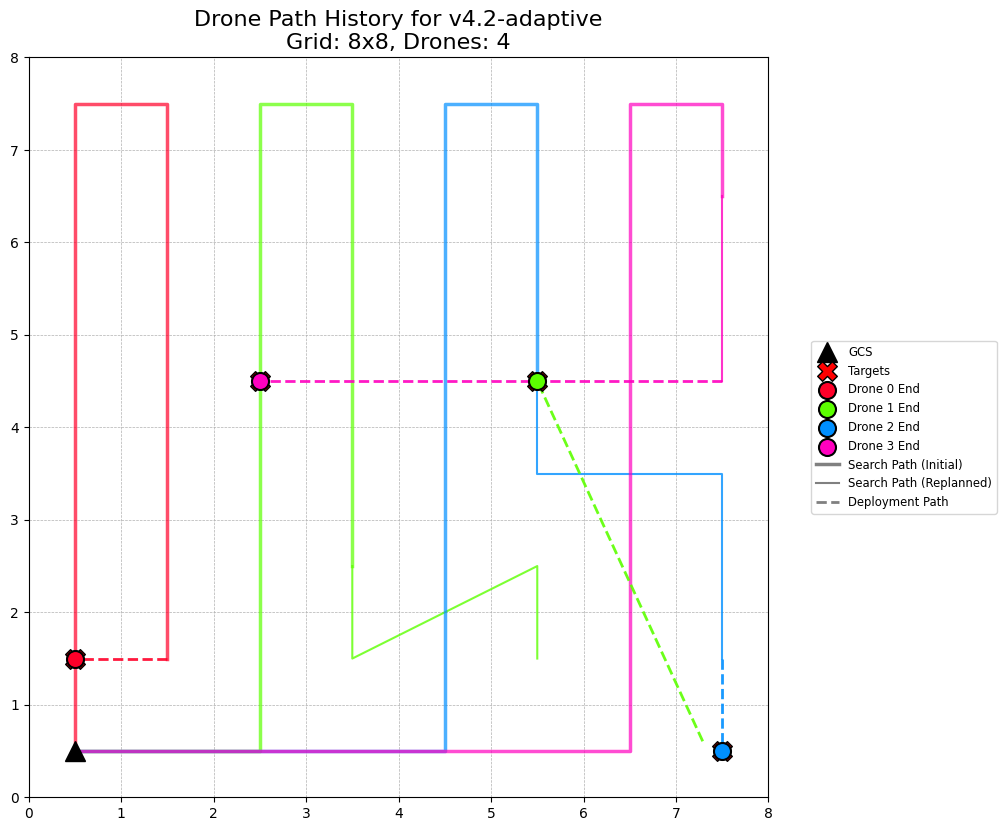 Drone Path History for v4.2-adaptive
Grid: 8x8, Drones: 4
8
7
6
5
4
3
2
1
0
0 1 2 3 4 5 6 7 8
GCS
Targets
Drone 0 End
Drone 1 End
Drone 2 End
Drone 3 End
Search Path (Initial)
Search Path (Replanned)
Deployment Path